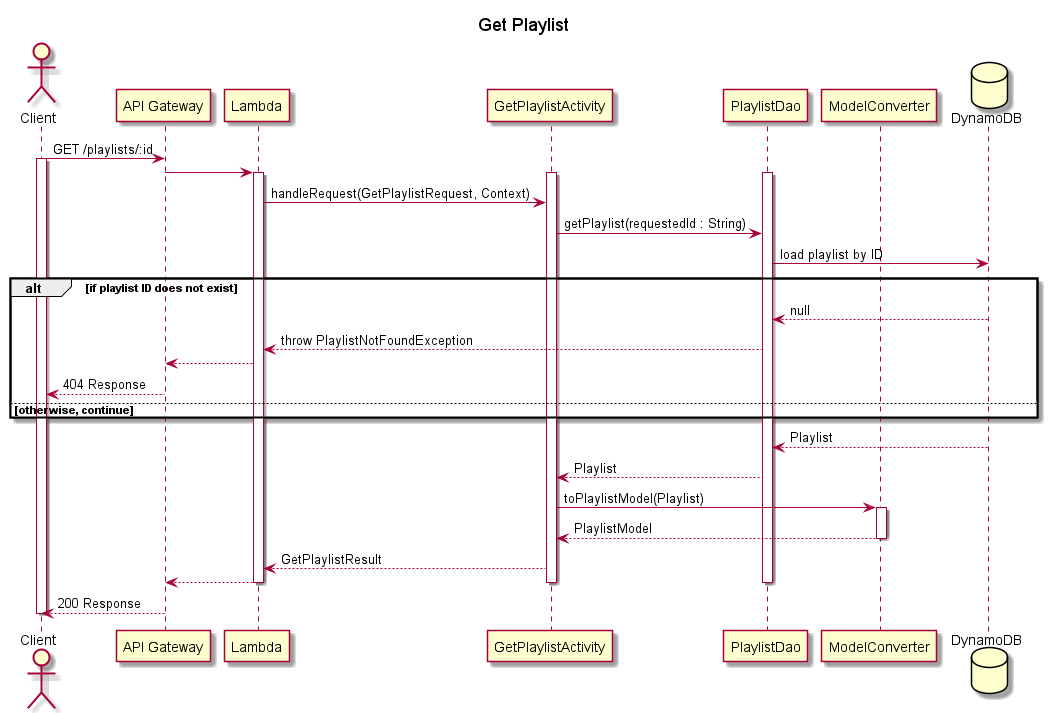 Get Playlist
Client
API Gateway
Lambda
GetPlaylistActivity
PlaylistDao
ModelConverter
DynamoDB
GET /playlists/:id
handleRequest(GetPlaylistRequest, Context)
getPlaylist(requestedId : String)
load playlist by ID
alt
[if playlist ID does not exist]
null
throw PlaylistNotFoundException
404 Response
[otherwise, continue]
Playlist
Playlist
toPlaylistModel(Playlist)
PlaylistModel
GetPlaylistResult
200 Response
Client
API Gateway
Lambda
GetPlaylistActivity
PlaylistDao
ModelConverter
DynamoDB